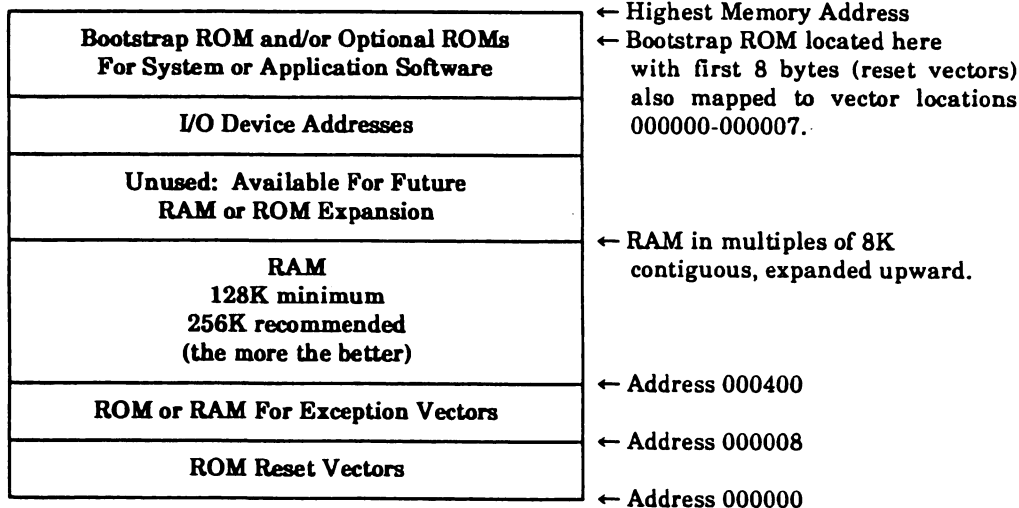 ← Highest Memory Address
Bootstrap ROM and/or Optional ROMs
For System or Application Software
← Bootstrap ROM located here
with first 8 bytes (reset vectors)
also mapped to vector locations
000000-000007.
I/O Device Addresses
Unused: Available For Future
RAM or ROM Expansion
← RAM in multiples of 8K
contiguous, expanded upward.
RAM
128K minimum
256K recommended
(the more the better)
← Address 000400
ROM or RAM For Exception Vectors
← Address 000008
ROM Reset Vectors
← Address 000000